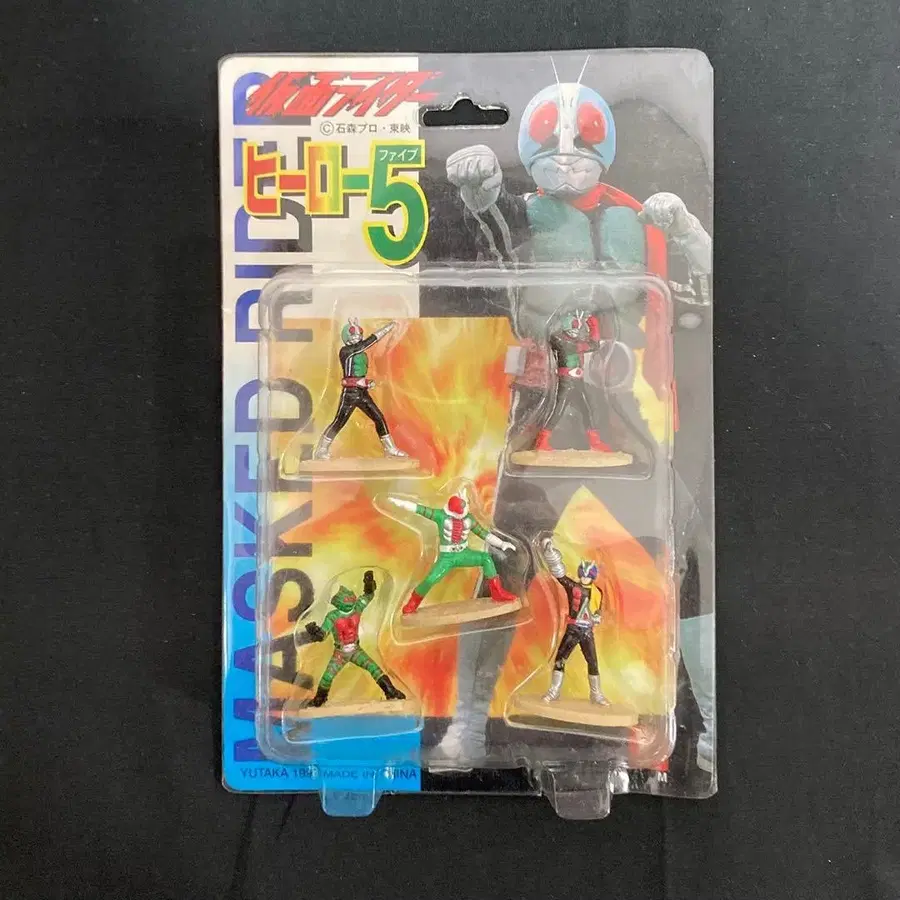 仮面ライダー
©石森プロ・東映
ヒーロー5
ファイブ
MASKED RIDER
YUTAKA MADE IN CHINA